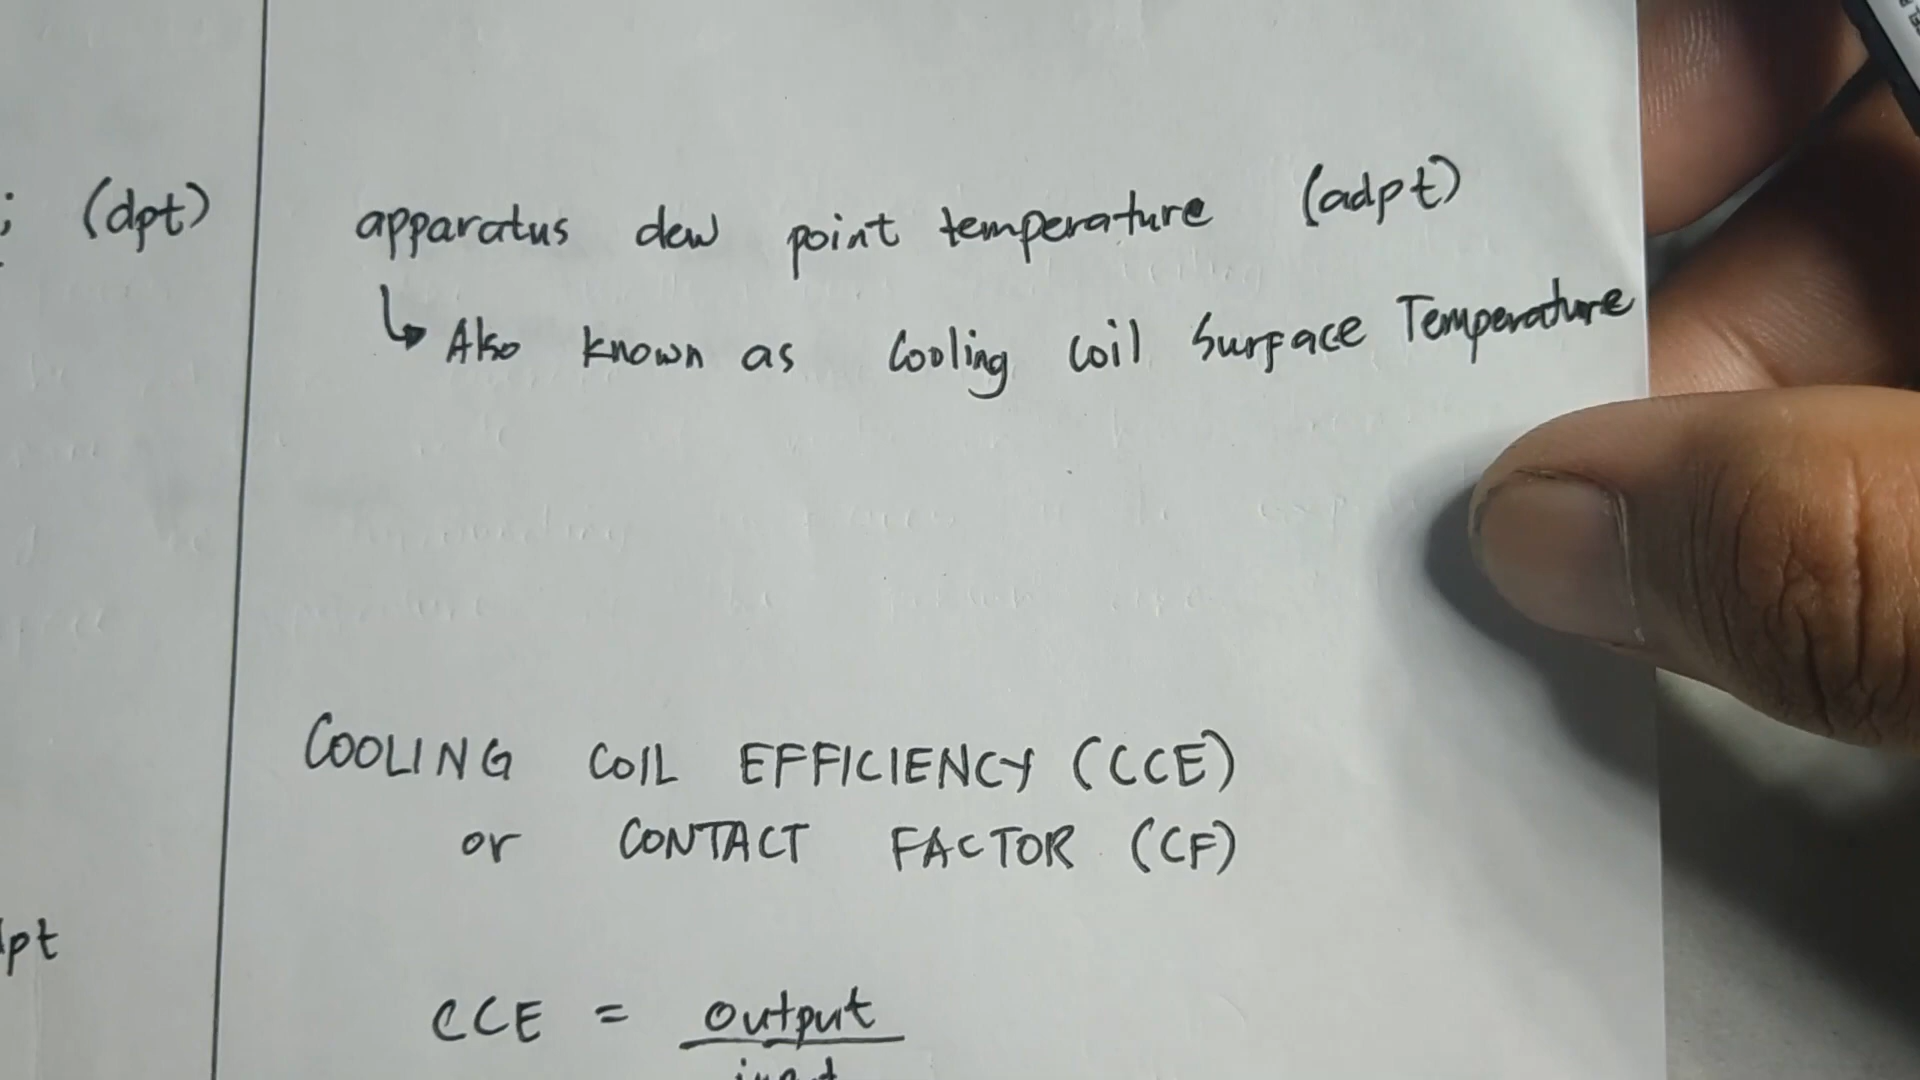 ; (dpt)
apparatus dew point temperature (adpt)
↳ Also known as Cooling Coil Surface Temperature
COOLING COIL EFFICIENCY (CCE)
or CONTACT FACTOR (CF)
pt
CCE = output